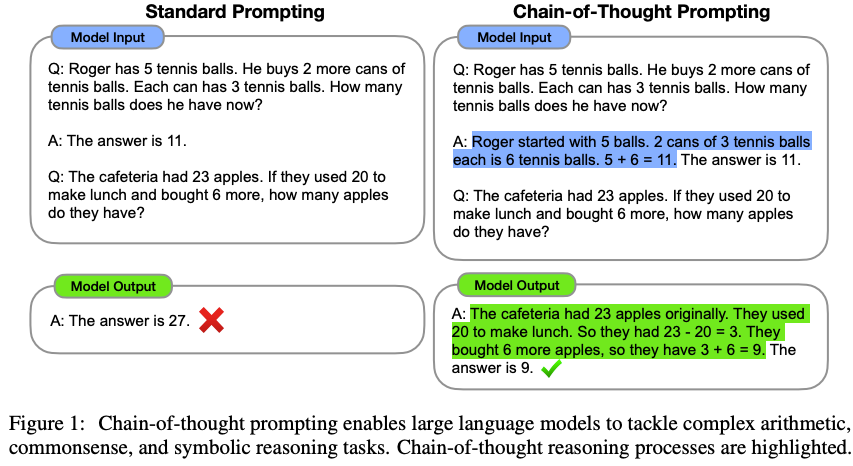 Standard Prompting
Model Input
Q: Roger has 5 tennis balls. He buys 2 more cans of
tennis balls. Each can has 3 tennis balls. How many
tennis balls does he have now?
A: The answer is 11.
Q: The cafeteria had 23 apples. If they used 20 to
make lunch and bought 6 more, how many apples
do they have?
Model Output
A: The answer is 27.
Chain-of-Thought Prompting
Model Input
Q: Roger has 5 tennis balls. He buys 2 more cans of
tennis balls. Each can has 3 tennis balls. How many
tennis balls does he have now?
A: Roger started with 5 balls. 2 cans of 3 tennis balls
each is 6 tennis balls. 5 + 6 = 11. The answer is 11.
Q: The cafeteria had 23 apples. If they used 20 to
make lunch and bought 6 more, how many apples
do they have?
Model Output
A: The cafeteria had 23 apples originally. They used
20 to make lunch. So they had 23 - 20 = 3. They
bought 6 more apples, so they have 3 + 6 = 9. The
answer is 9.
Figure 1: Chain-of-thought prompting enables large language models to tackle complex arithmetic,
commonsense, and symbolic reasoning tasks. Chain-of-thought reasoning processes are highlighted.